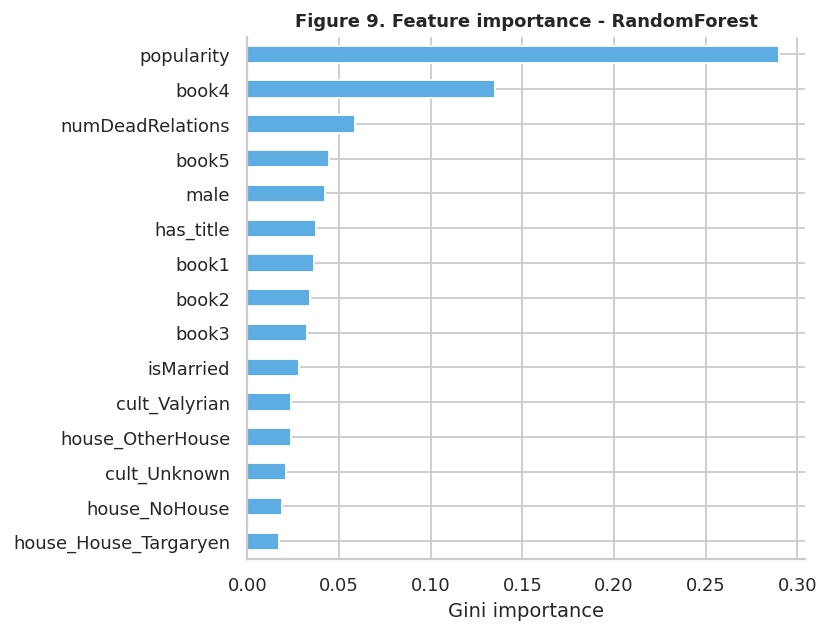 Figure 9. Feature importance - RandomForest
popularity
book4
numDeadRelations
book5
male
has_title
book1
book2
book3
isMarried
cult_Valyrian
house_OtherHouse
cult_Unknown
house_NoHouse
house_House_Targaryen
0.00 0.05 0.10 0.15 0.20 0.25 0.30
Gini importance